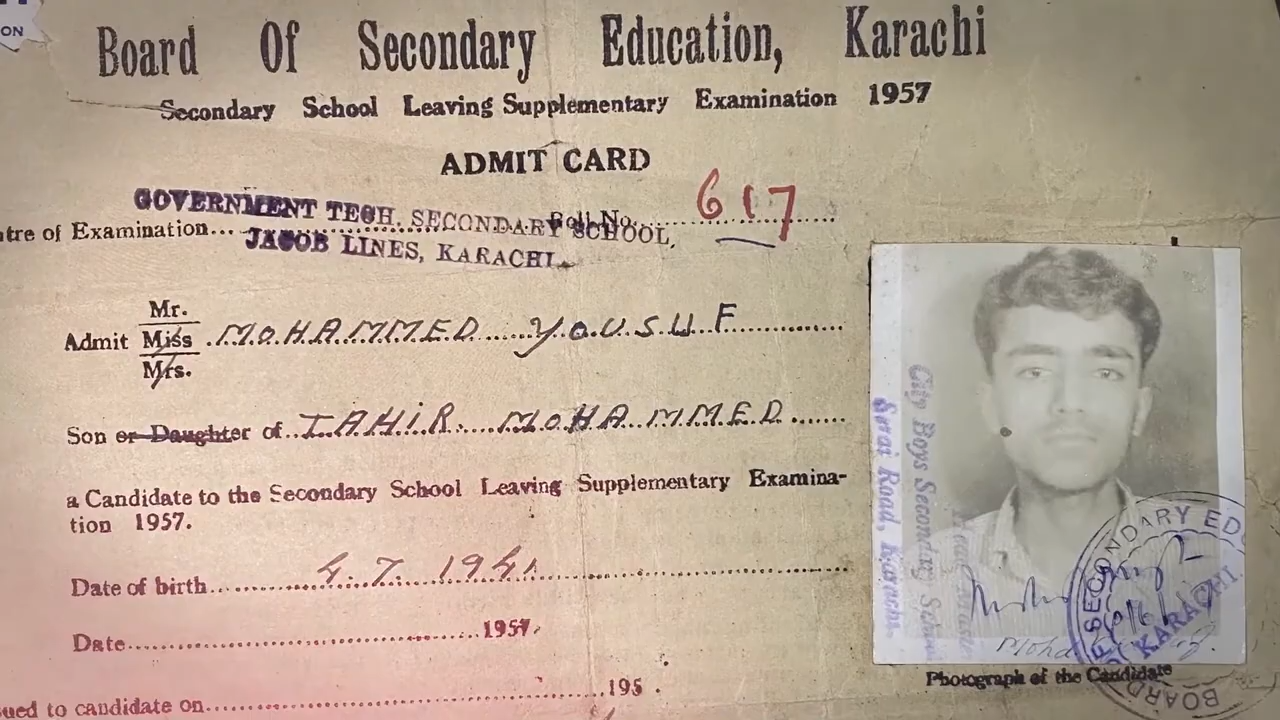 ON
Board Of Secondary Education, Karachi
Secondary School Leaving Supplementary Examination 1957
ADMIT CARD
GOVERNMENT TECH. SECONDARY SCHOOL,
JACOB LINES, KARACHI.
Roll No. 617
ntre of Examination
Mr.
Admit Miss MOHAMMED YOUSUF
Mrs.
Son or Daughter of TAHIR MOHAMMED
a Candidate to the Secondary School Leaving Supplementary Examina-
tion 1957.
Date of birth 4.7.1941
Date 1957.
sued to candidate on 195 .
City Boys Secondary School
Serai Road, Karachi.
Mohd
BOARD OF SECONDARY ED
KARACHI.
Photograph of the Candidate